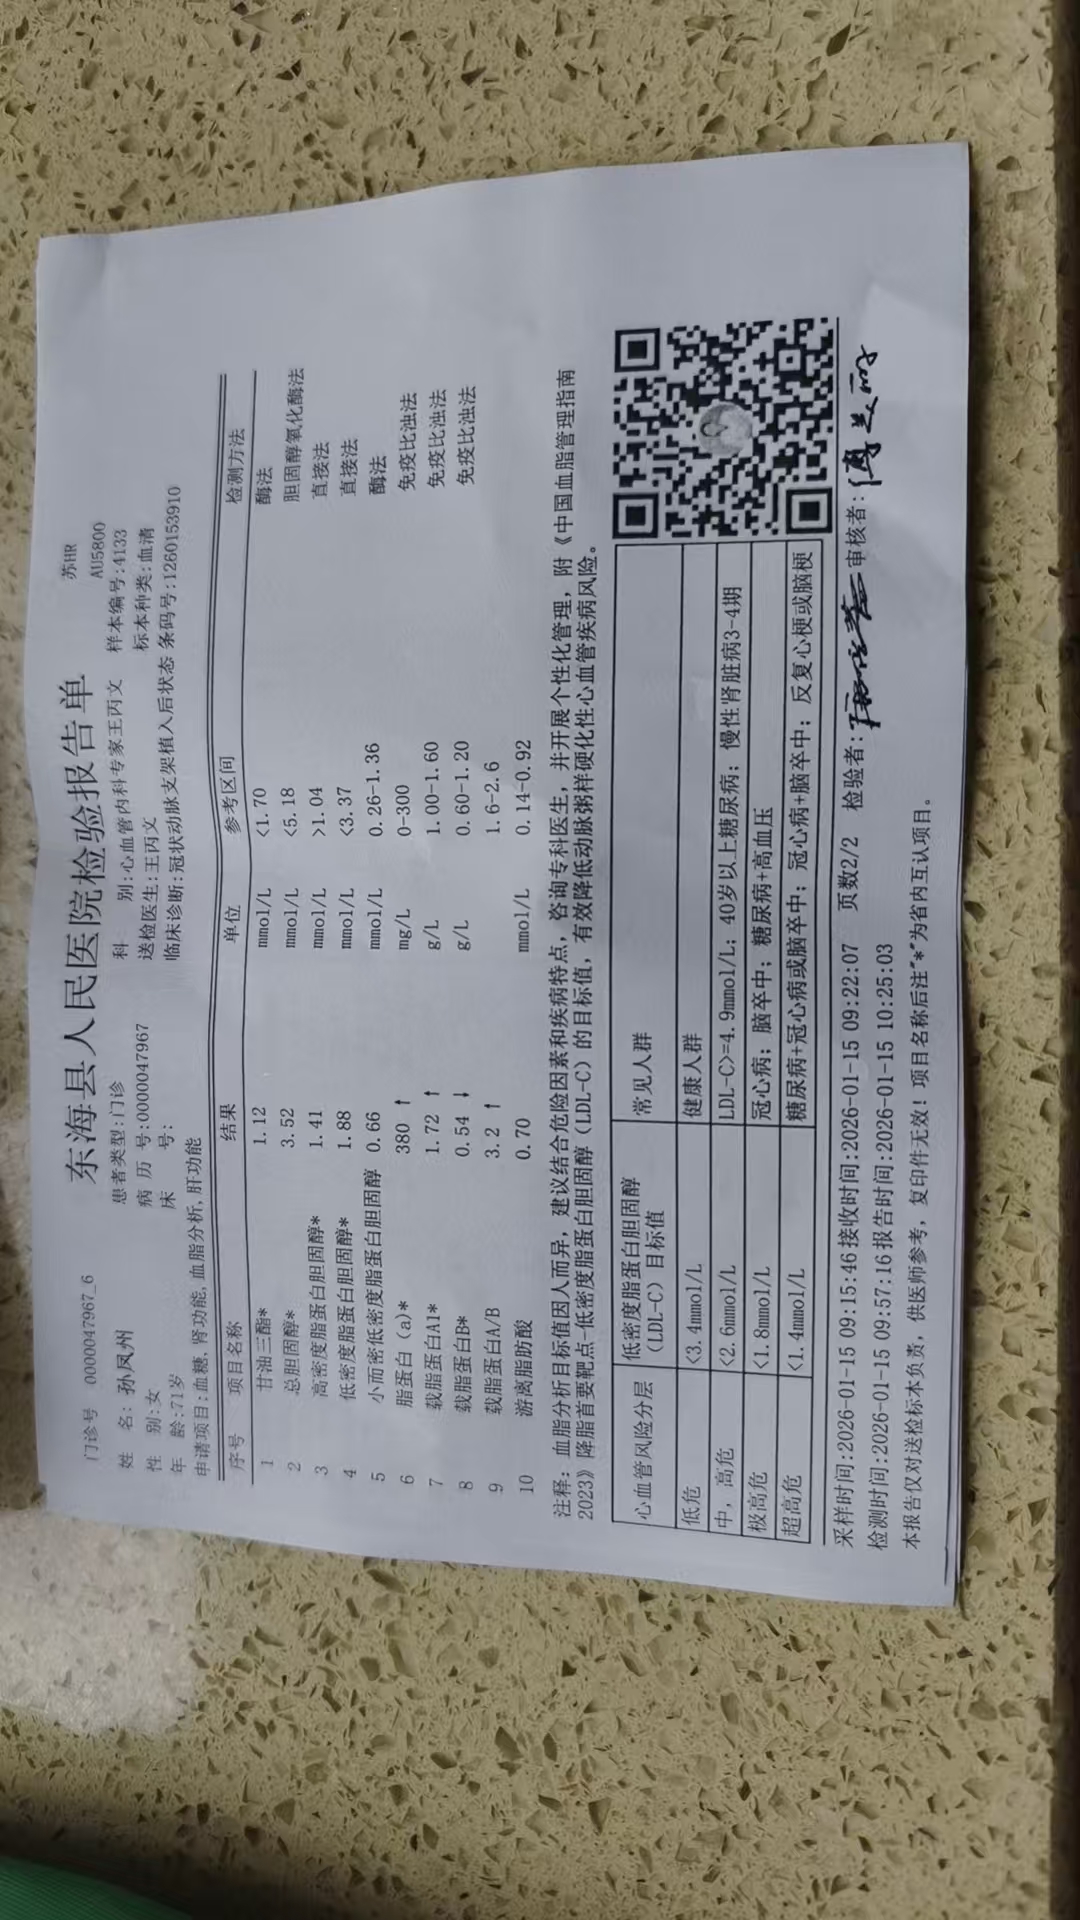 东海县人民医院检验报告单
苏HR
门诊号 0000047967_6
AU5800
姓 名:孙凤州 患者类型:门诊 科 别:心血管内科专家王丙文 样本编号:4133
性 别:女 病 历 号:0000047967 送检医生:王丙文 标本种类:血清
年 龄:71岁 床 号: 临床诊断:冠状动脉支架植入后状态 条码号:1260153910
申请项目:血糖,肾功能,血脂分析,肝功能
序号 项目名称 结果 单位 参考区间 检测方法
1 甘油三酯* 1.12 mmol/L <1.70 酶法
2 总胆固醇* 3.52 mmol/L <5.18 胆固醇氧化酶法
3 高密度脂蛋白胆固醇* 1.41 mmol/L >1.04 直接法
4 低密度脂蛋白胆固醇* 1.88 mmol/L <3.37 直接法
5 小而密低密度脂蛋白胆固醇 0.66 mmol/L 0.26-1.36 酶法
6 脂蛋白(a)* 380 ↑ mg/L 0-300 免疫比浊法
7 载脂蛋白A1* 1.72 ↑ g/L 1.00-1.60 免疫比浊法
8 载脂蛋白B* 0.54 ↓ g/L 0.60-1.20 免疫比浊法
9 载脂蛋白A/B 3.2 ↑ 1.6-2.6
10 游离脂肪酸 0.70 mmol/L 0.14-0.92
注释: 血脂分析目标值因人而异, 建议结合危险因素和疾病特点, 咨询专科医生, 并开展个性化管理, 附《中国血脂管理指南
2023》降脂首要靶点-低密度脂蛋白胆固醇(LDL-C)的目标值, 有效降低动脉粥样硬化性心血管疾病风险。
心血管风险分层 低密度脂蛋白胆固醇 常见人群
(LDL-C)目标值
低危 <3.4mmol/L 健康人群
中, 高危 <2.6mmol/L LDL-C>=4.9mmol/L; 40岁以上糖尿病; 慢性肾脏病3-4期
极高危 <1.8mmol/L 冠心病; 脑卒中; 糖尿病+高血压
超高危 <1.4mmol/L 糖尿病+冠心病或脑卒中; 冠心病+脑卒中; 反复心梗或脑梗
采样时间:2026-01-15 09:15:46 接收时间:2026-01-15 09:22:07 页数2/2 检验者: 审核者:
检测时间:2026-01-15 09:57:16 报告时间:2026-01-15 10:25:03
本报告仅对送检标本负责, 供医师参考, 复印件无效! 项目名称后注"*"为省内互认项目。